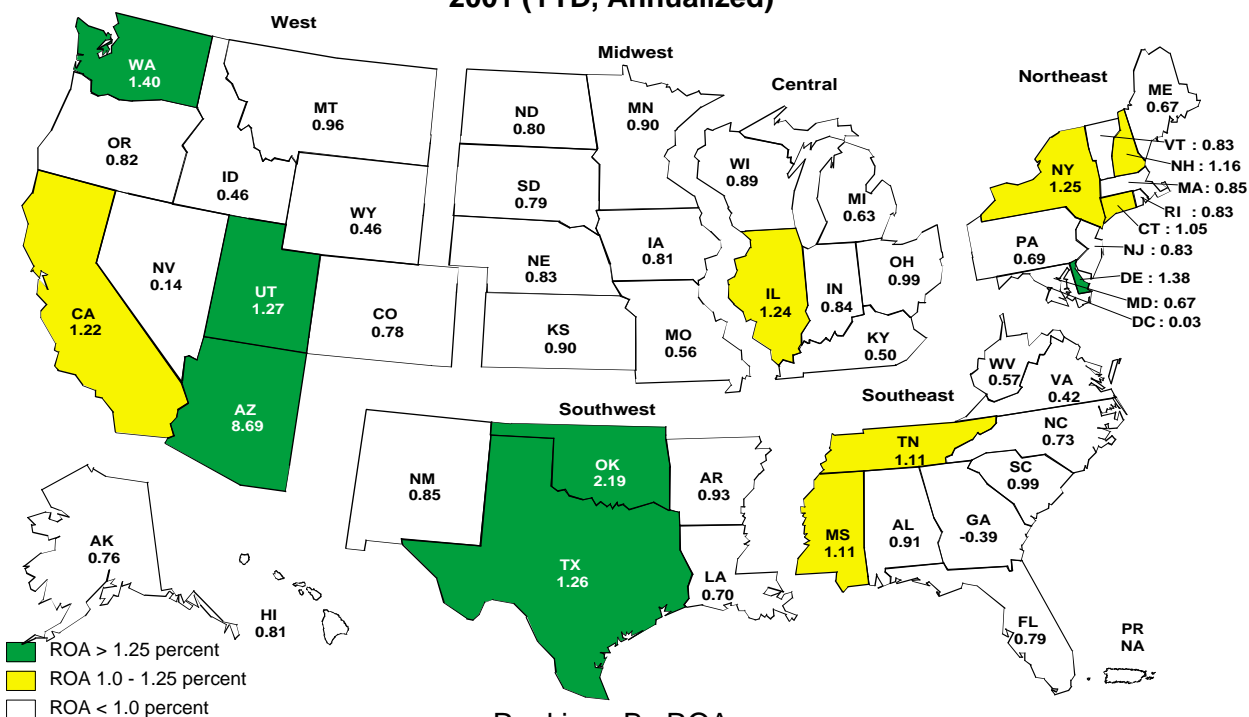 2001 (YTD, Annualized)
West
Midwest
Central
Northeast
WA
1.40
OR
0.82
MT
0.96
ID
0.46
WY
0.46
NV
0.14
UT
1.27
CO
0.78
CA
1.22
AZ
8.69
AK
0.76
HI
0.81
ND
0.80
MN
0.90
SD
0.79
NE
0.83
IA
0.81
KS
0.90
MO
0.56
WI
0.89
MI
0.63
IL
1.24
IN
0.84
OH
0.99
KY
0.50
ME
0.67
NY
1.25
VT : 0.83
NH : 1.16
MA : 0.85
RI : 0.83
CT : 1.05
PA
0.69
NJ : 0.83
DE : 1.38
MD: 0.67
DC : 0.03
Southwest
NM
0.85
OK
2.19
AR
0.93
TX
1.26
LA
0.70
Southeast
WV
0.57
VA
0.42
TN
1.11
NC
0.73
SC
0.99
MS
1.11
AL
0.91
GA
-0.39
FL
0.79
PR
NA
ROA > 1.25 percent
ROA 1.0 - 1.25 percent
ROA < 1.0 percent